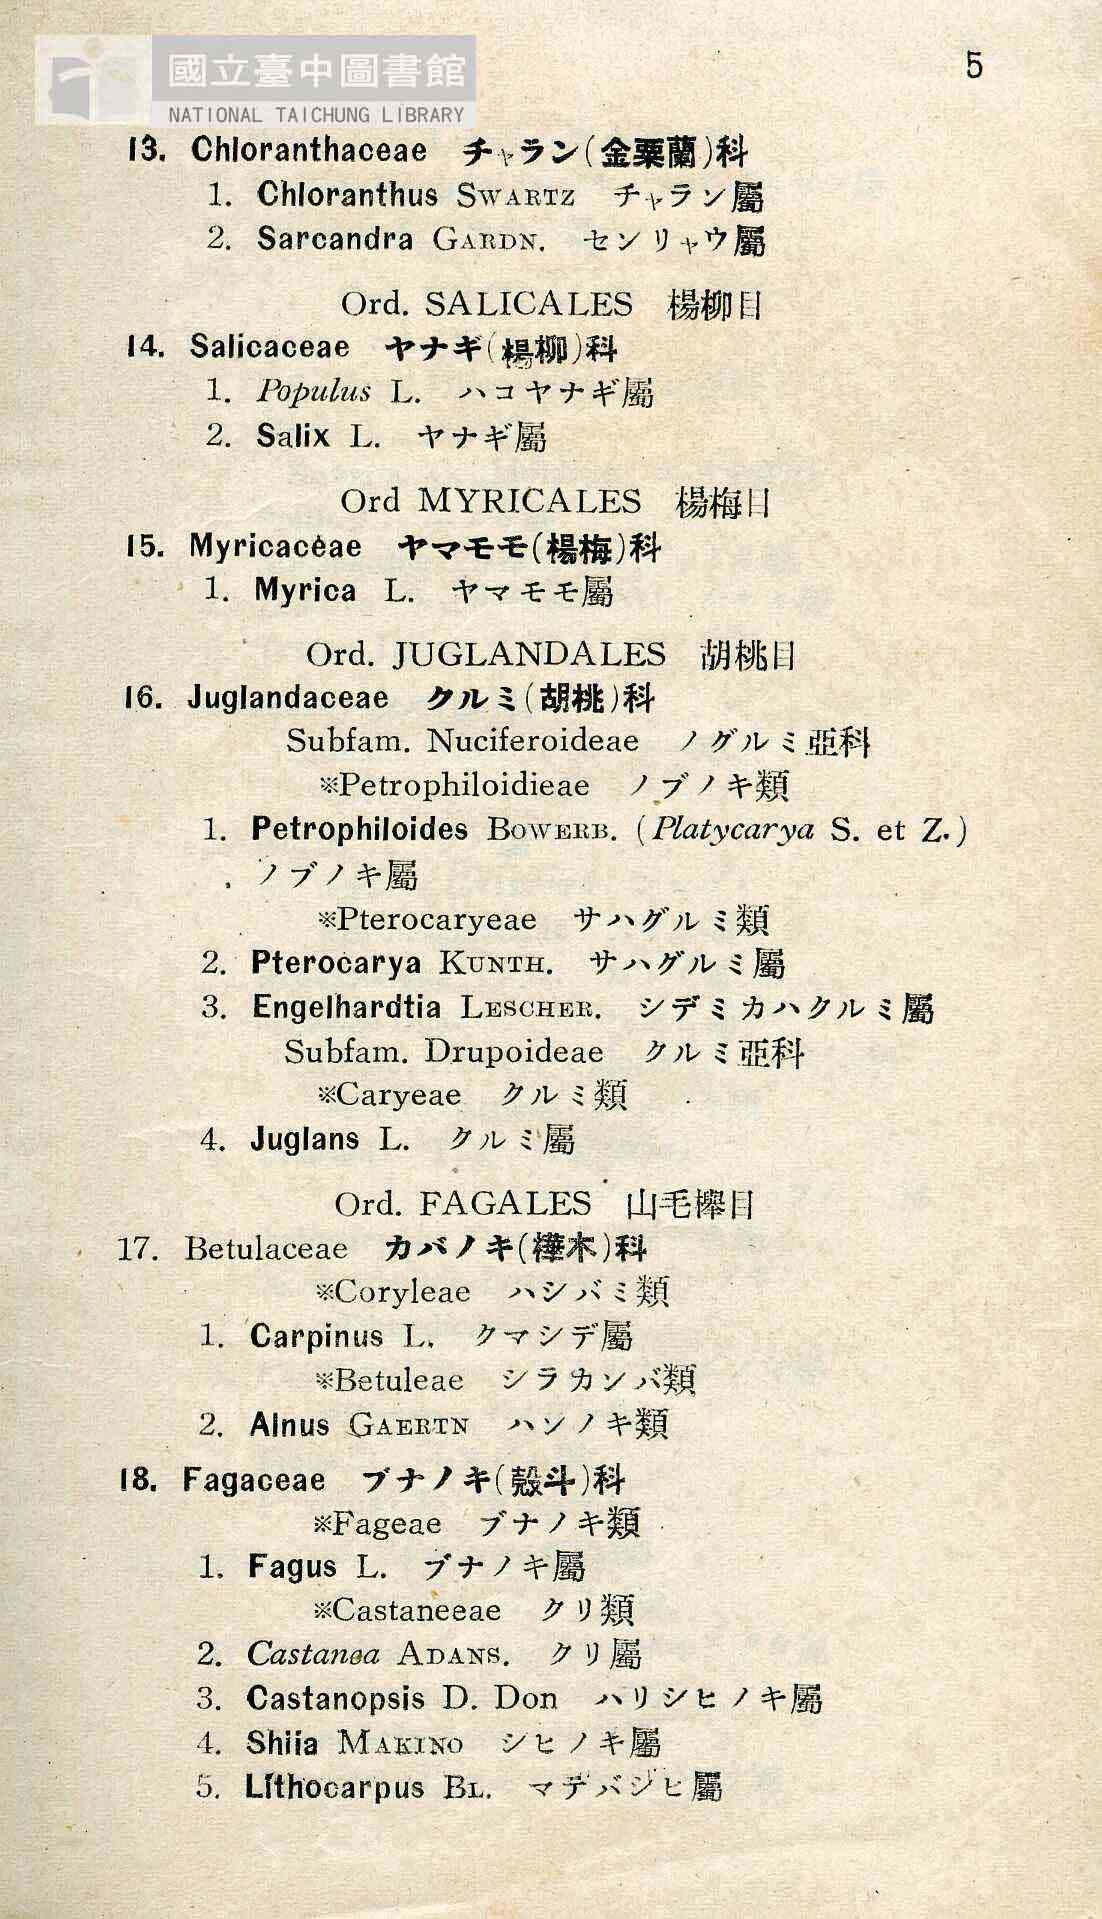 國立臺中圖書館
NATIONAL TAICHUNG LIBRARY
5
13. Chloranthaceae チャラン(金粟蘭)科
1. Chloranthus SWARTZ チャラン屬
2. Sarcandra GARDN. センリャウ屬
Ord. SALICALES 楊柳目
14. Salicaceae ヤナギ(楊柳)科
1. Populus L. ハコヤナギ屬
2. Salix L. ヤナギ屬
Ord MYRICALES 楊梅目
15. Myricaceae ヤマモモ(楊梅)科
1. Myrica L. ヤマモモ屬
Ord. JUGLANDALES 胡桃目
16. Juglandaceae クルミ(胡桃)科
Subfam. Nuciferoideae ノグルミ亞科
※Petrophiloidieae ノブノキ類
1. Petrophiloides BOWERB. (Platycarya S. et Z.)
ノブノキ屬
※Pterocaryeae サハグルミ類
2. Pterocarya KUNTH. サハグルミ屬
3. Engelhardtia LESCHER. シデミカハクルミ屬
Subfam. Drupoideae クルミ亞科
※Caryeae クルミ類
4. Juglans L. クルミ屬
Ord. FAGALES 山毛欅目
17. Betulaceae カバノキ(樺木)科
※Coryleae ハシバミ類
1. Carpinus L. クマシデ屬
※Betuleae シラカンバ類
2. Alnus GAERTN ハンノキ類
18. Fagaceae ブナノキ(殼斗)科
※Fageae ブナノキ類
1. Fagus L. ブナノキ屬
※Castaneeae クリ類
2. Castanea ADANS. クリ屬
3. Castanopsis D. Don ハリシヒノキ屬
4. Shiia MAKINO シヒノキ屬
5. Lithocarpus BL. マデバジヒ屬